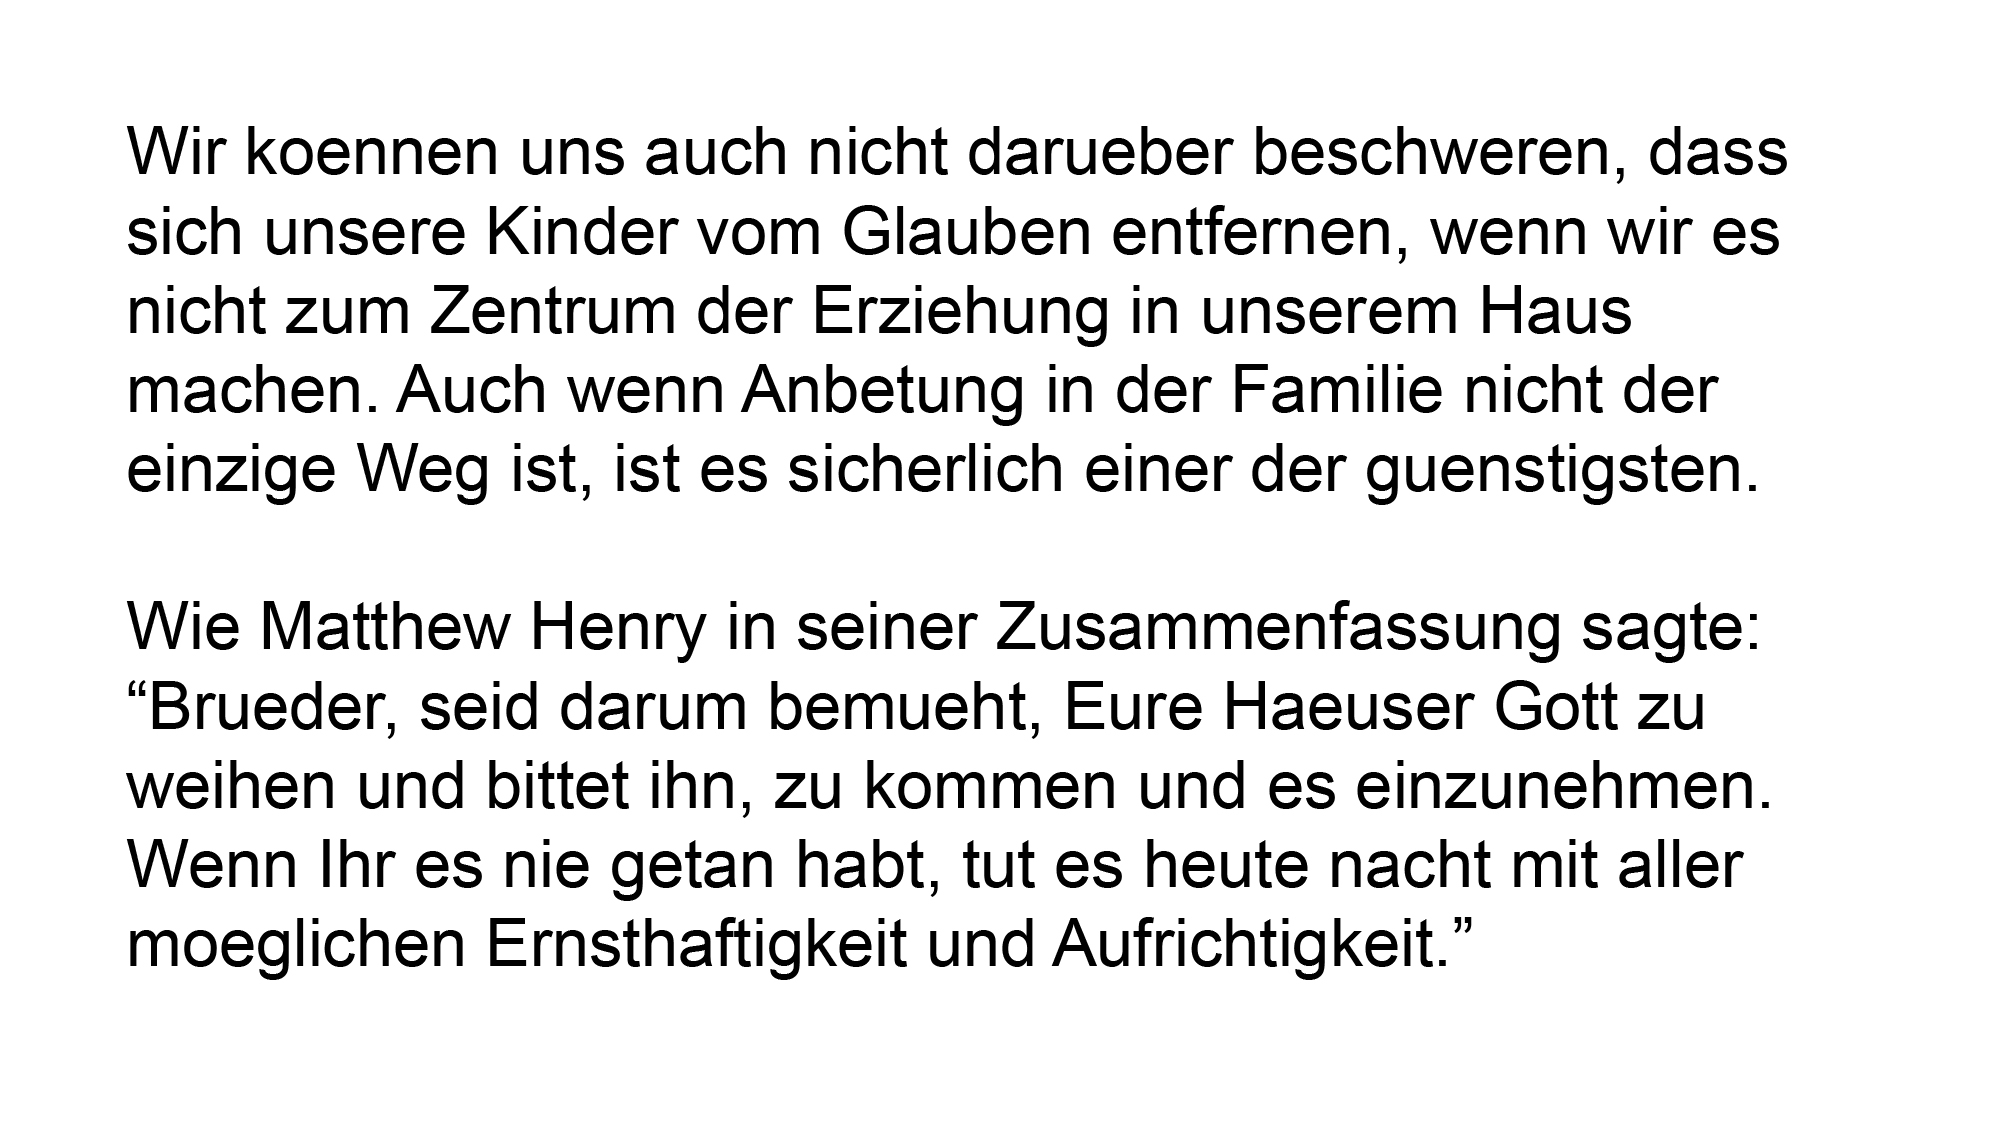 Wir koennen uns auch nicht darueber beschweren, dass
sich unsere Kinder vom Glauben entfernen, wenn wir es
nicht zum Zentrum der Erziehung in unserem Haus
machen. Auch wenn Anbetung in der Familie nicht der
einzige Weg ist, ist es sicherlich einer der guenstigsten.
Wie Matthew Henry in seiner Zusammenfassung sagte:
“Brueder, seid darum bemueht, Eure Haeuser Gott zu
weihen und bittet ihn, zu kommen und es einzunehmen.
Wenn Ihr es nie getan habt, tut es heute nacht mit aller
moeglichen Ernsthaftigkeit und Aufrichtigkeit.”